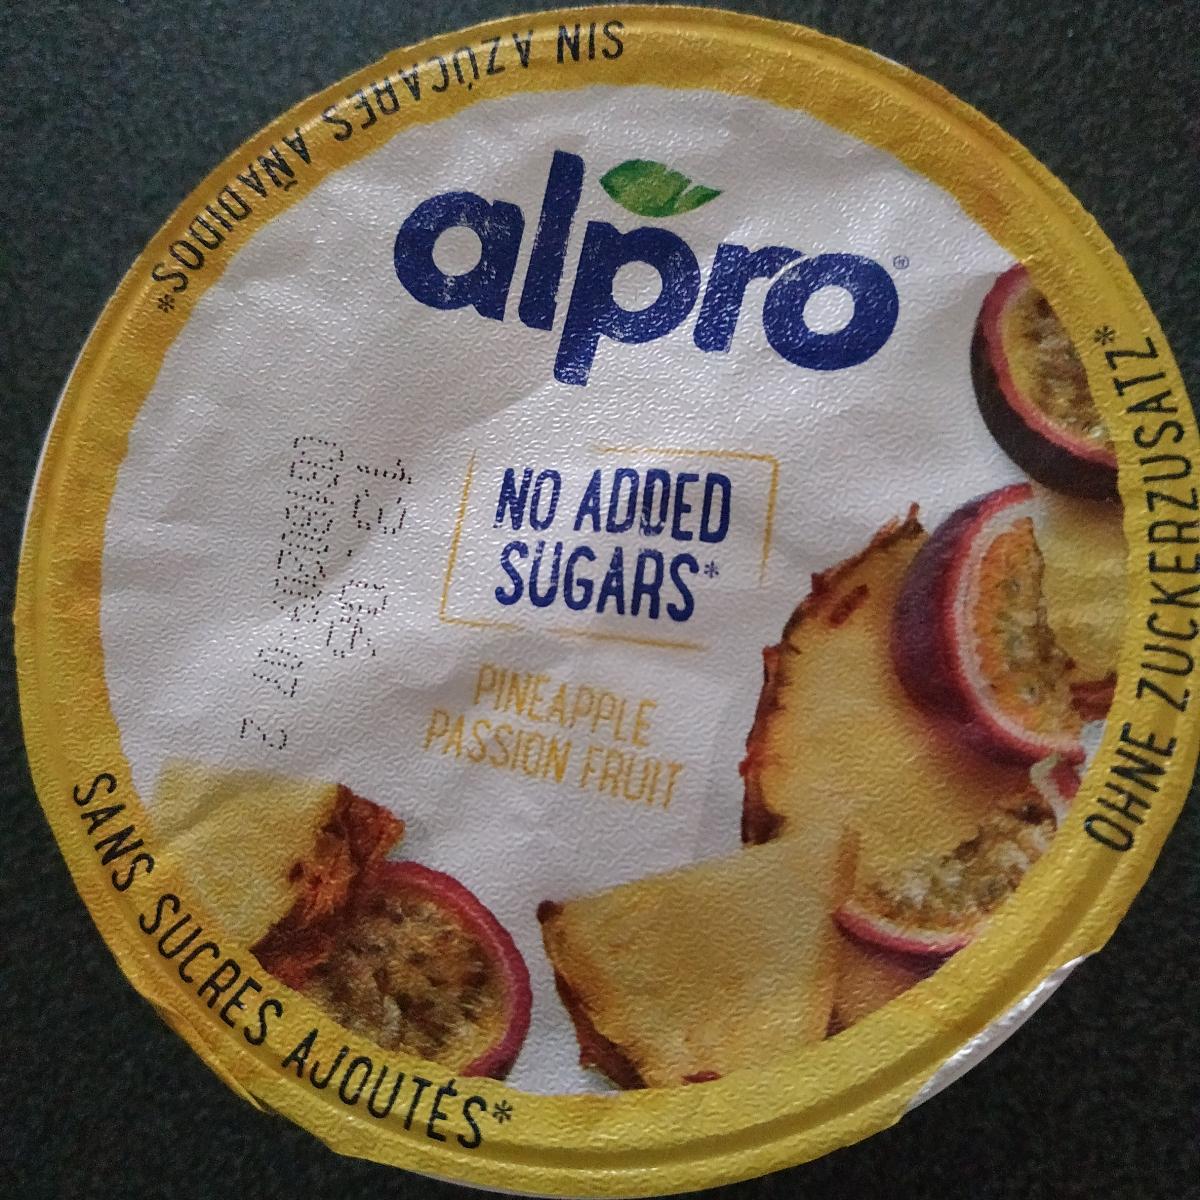 SIN AZÚCARES AÑADIDOS*
alpro
NO ADDED
SUGARS*
PINEAPPLE
PASSION FRUIT
OHNE ZUCKERZUSATZ*
SANS SUCRES AJOUTÉS*